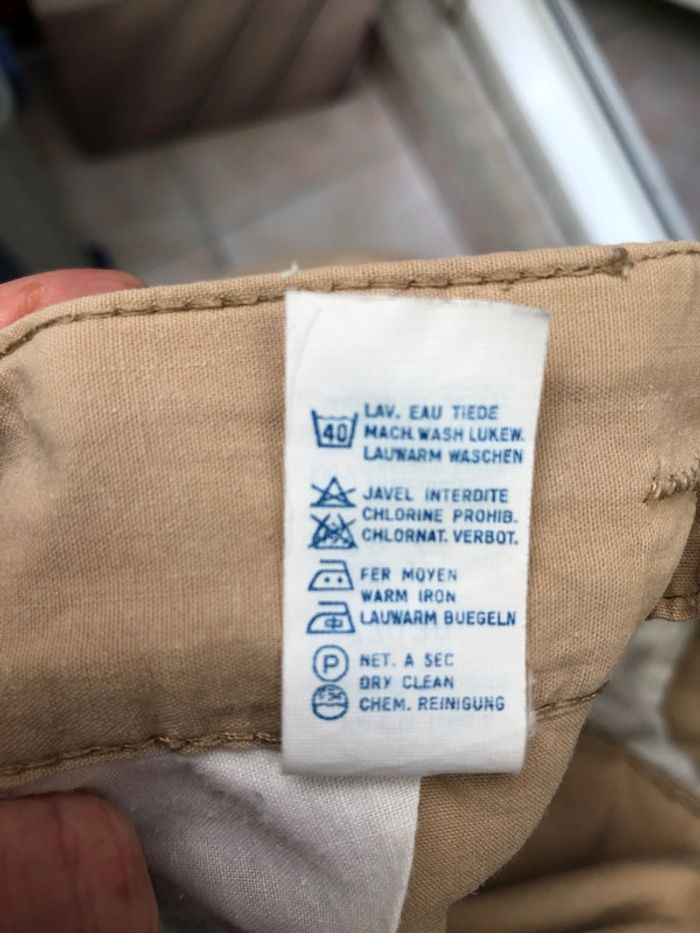 40
LAV. EAU TIEDE
MACH. WASH LUKEW.
LAUWARM WASCHEN
JAVEL INTERDITE
CHLORINE PROHIB.
CHLORNAT. VERBOT.
FER MOYEN
WARM IRON
LAUWARM BUEGELN
P
NET. A SEC
DRY CLEAN
CHEM. REINIGUNG